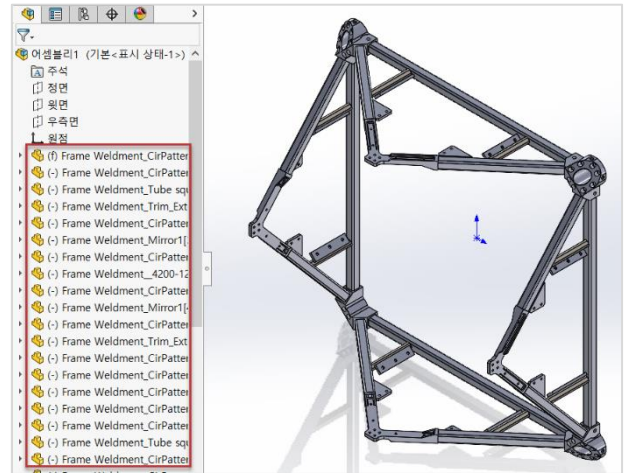 어셈블리1 (기본<표시 상태-1>)
주석
정면
윗면
우측면
원점
(f) Frame Weldment_CirPatter
(-) Frame Weldment_CirPatter
(-) Frame Weldment_Tube squ
(-) Frame Weldment_Trim_Ext
(-) Frame Weldment_CirPatter
(-) Frame Weldment_Mirror1[
(-) Frame Weldment_CirPatter
(-) Frame Weldment__4200-12
(-) Frame Weldment_CirPatter
(-) Frame Weldment_Mirror1[
(-) Frame Weldment_CirPatter
(-) Frame Weldment_Trim_Ext
(-) Frame Weldment_CirPatter
(-) Frame Weldment_CirPatter
(-) Frame Weldment_CirPatter
(-) Frame Weldment_CirPatter
(-) Frame Weldment_Tube squ
(-) Frame Weldment_CirPatter